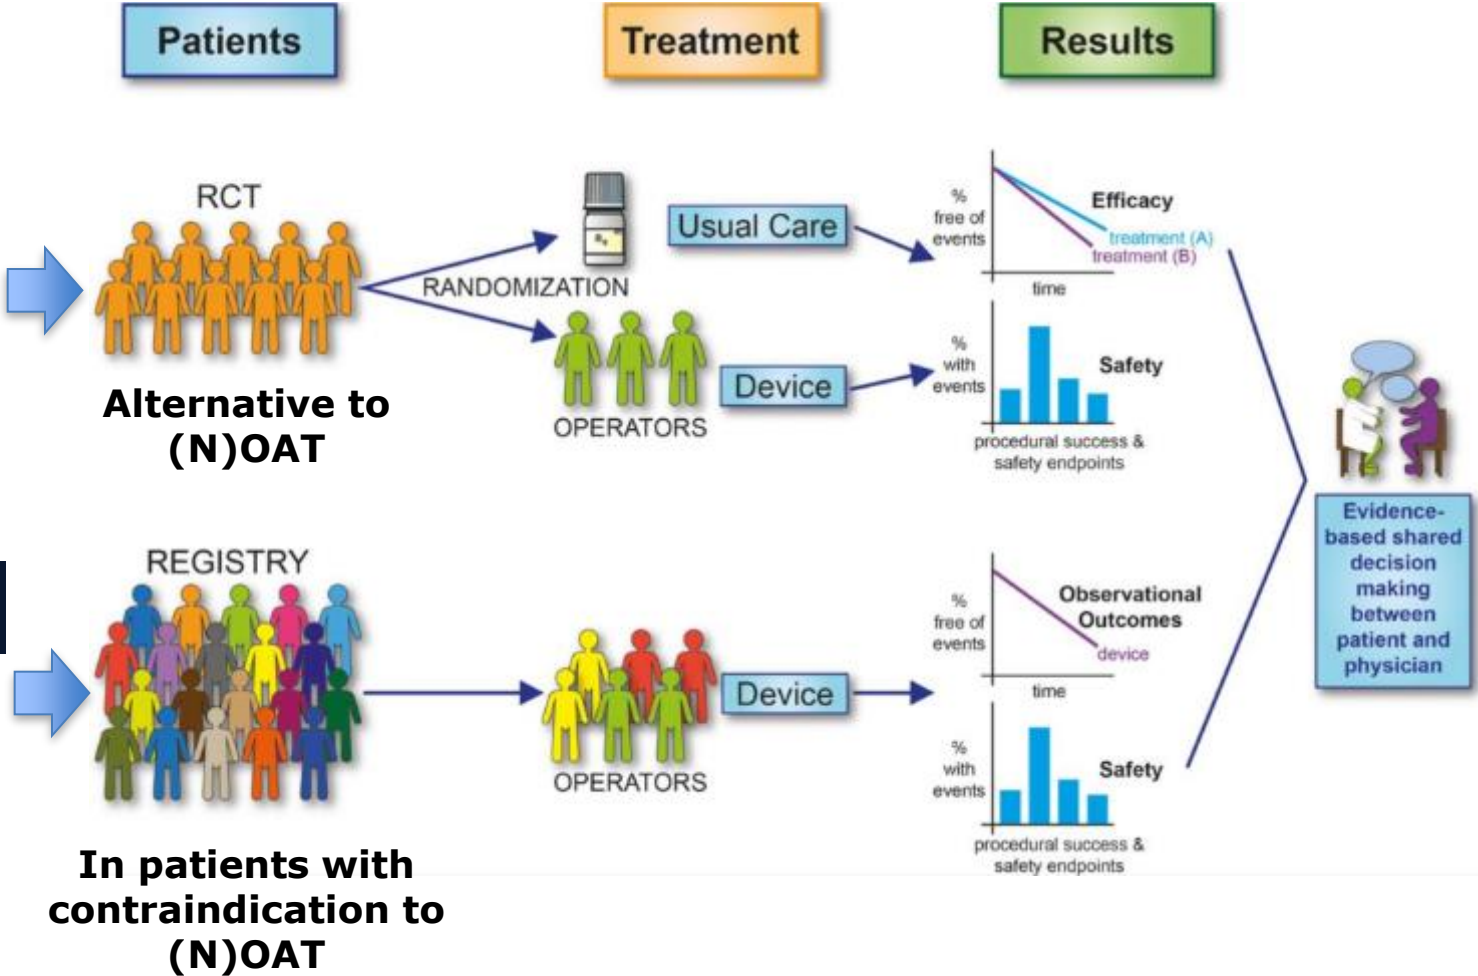 Patients
Treatment
Results
RCT
RANDOMIZATION
Usual Care
OPERATORS
Device
Alternative to
(N)OAT
%
free of
events
Efficacy
treatment (A)
treatment (B)
time
%
with
events
Safety
procedural success &
safety endpoints
Evidence-
based shared
decision
making
between
patient and
physician
REGISTRY
OPERATORS
Device
%
free of
events
Observational
Outcomes
device
time
%
with
events
Safety
procedural success &
safety endpoints
In patients with
contraindication to
(N)OAT